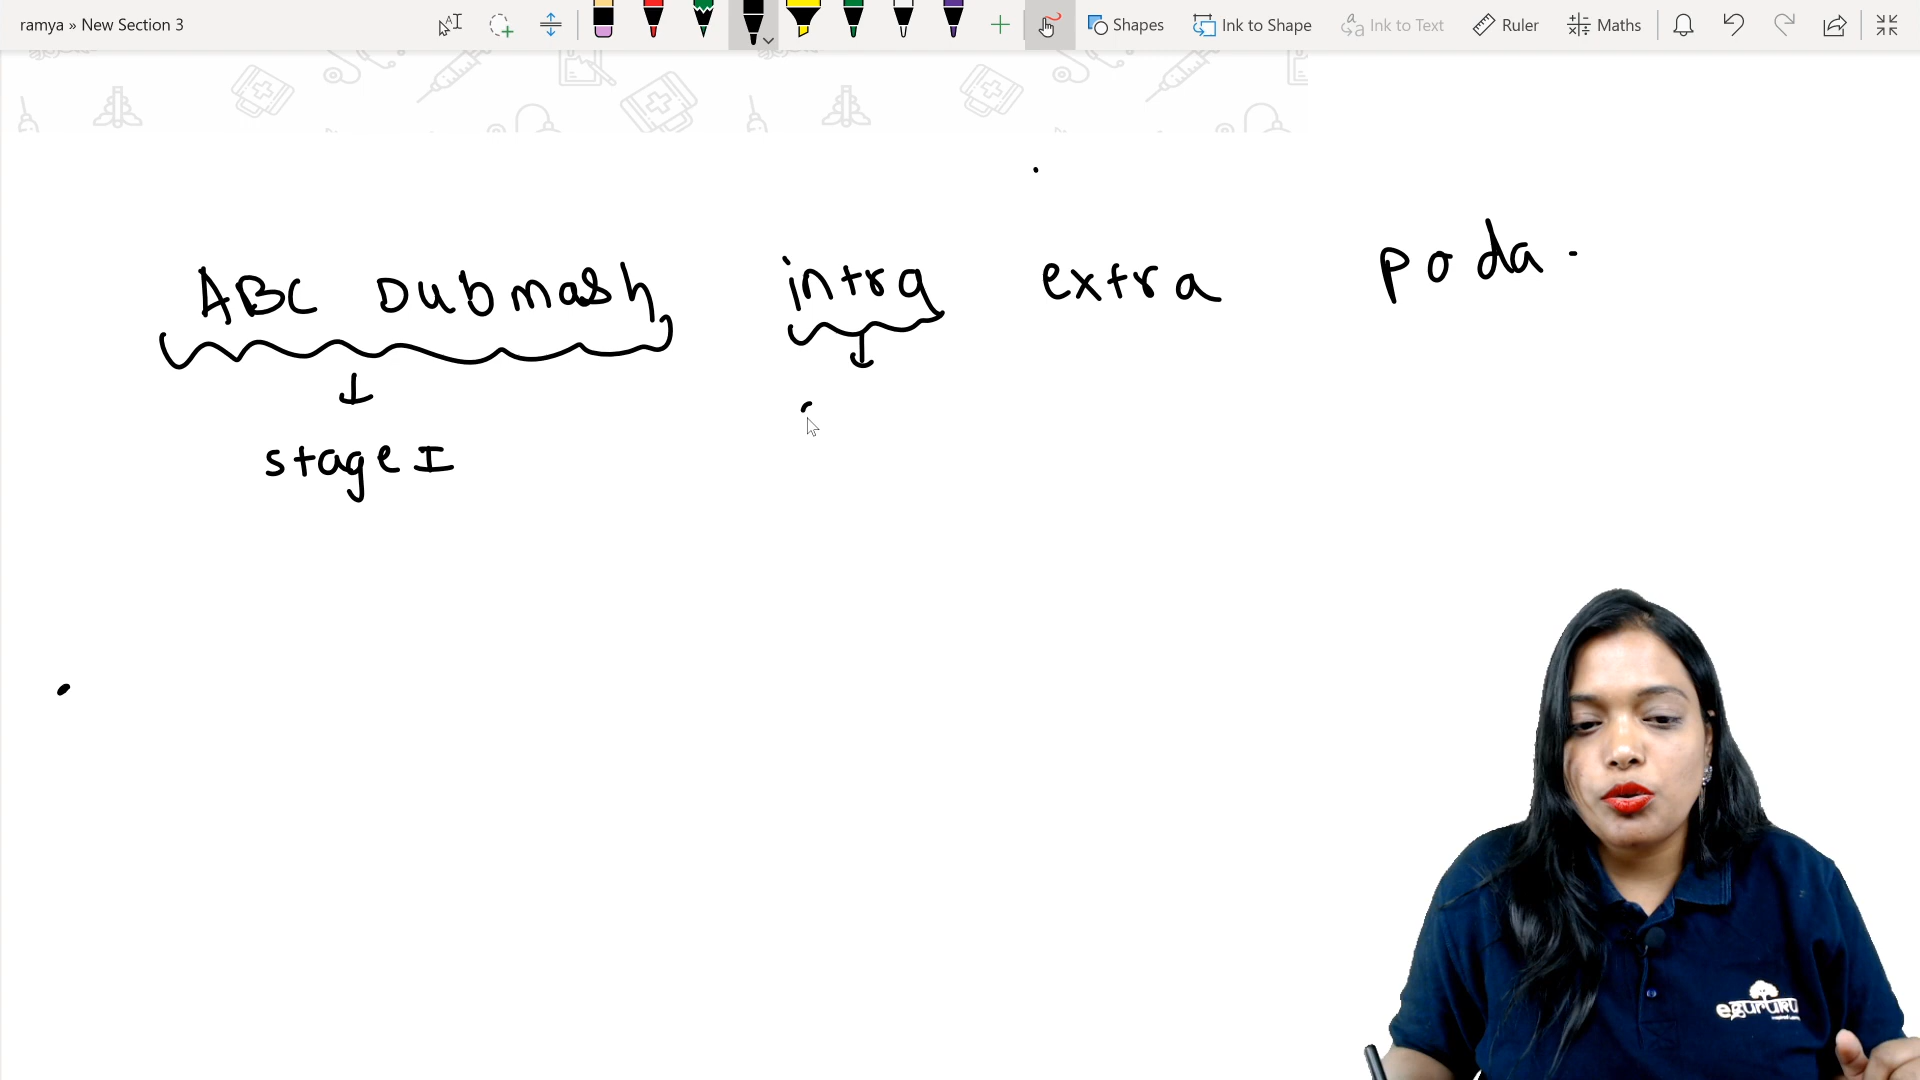 ramya » New Section 3
Shapes Ink to Shape Ink to Text Ruler Maths
ABC Dubmash intra extra poda.
stage I
egurukul